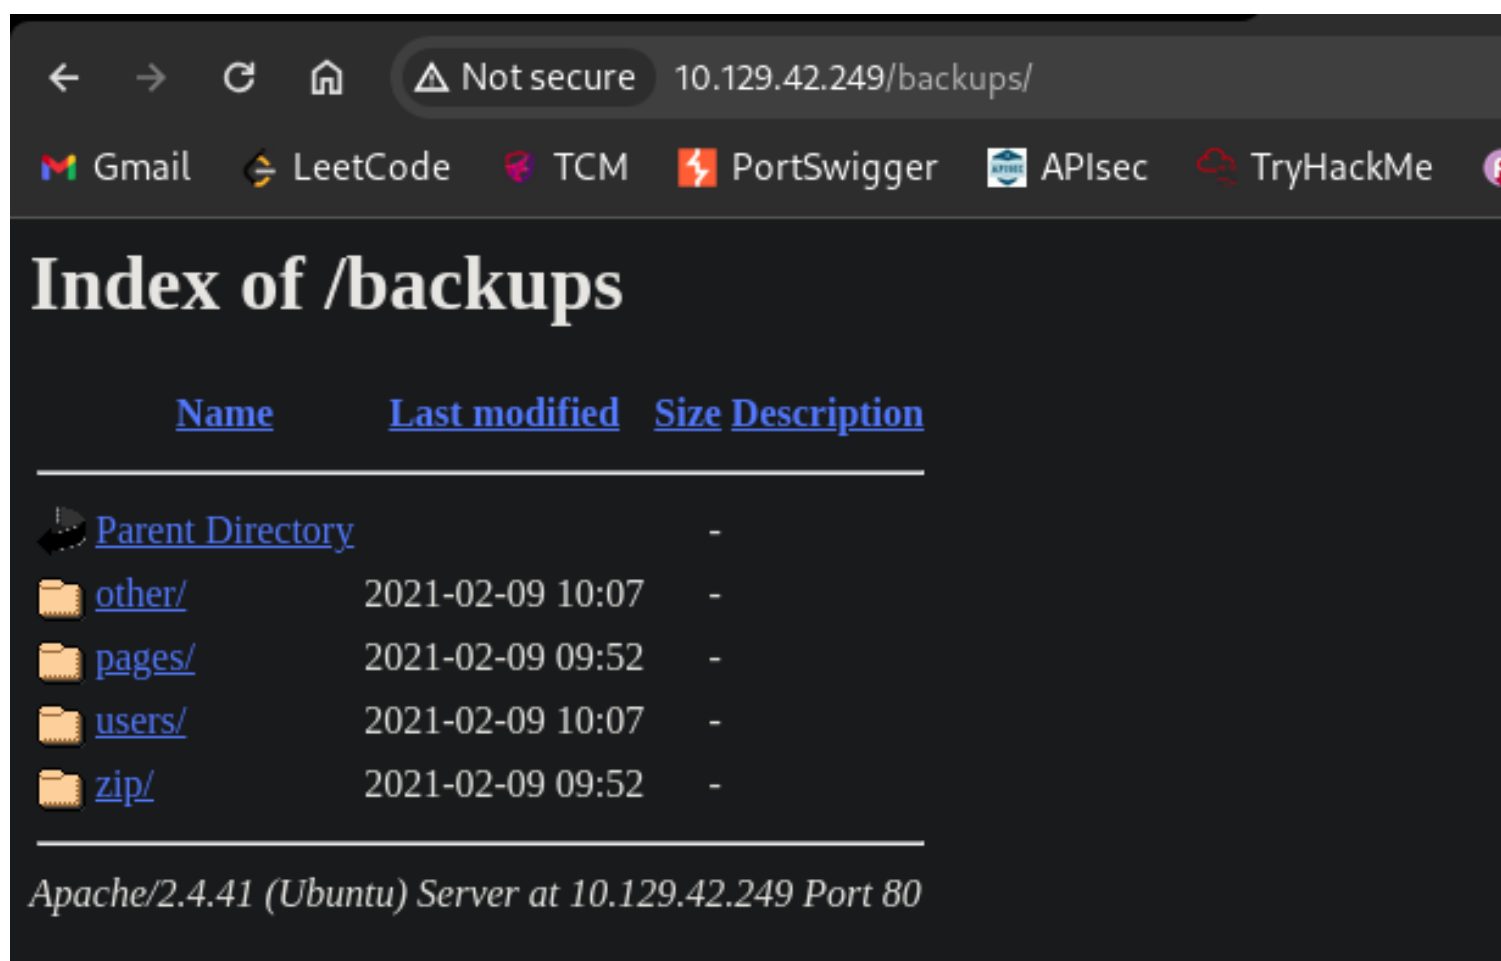 Not secure 10.129.42.249/backups/
Gmail LeetCode TCM PortSwigger APIsec TryHackMe
Index of /backups
Name Last modified Size Description
Parent Directory -
other/ 2021-02-09 10:07 -
pages/ 2021-02-09 09:52 -
users/ 2021-02-09 10:07 -
zip/ 2021-02-09 09:52 -
Apache/2.4.41 (Ubuntu) Server at 10.129.42.249 Port 80